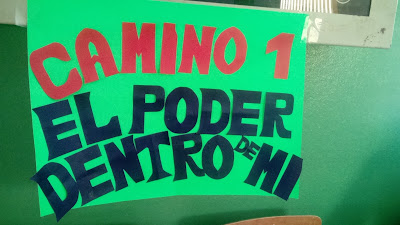 CAMINO 1
EL PODER
DENTRO DE MI